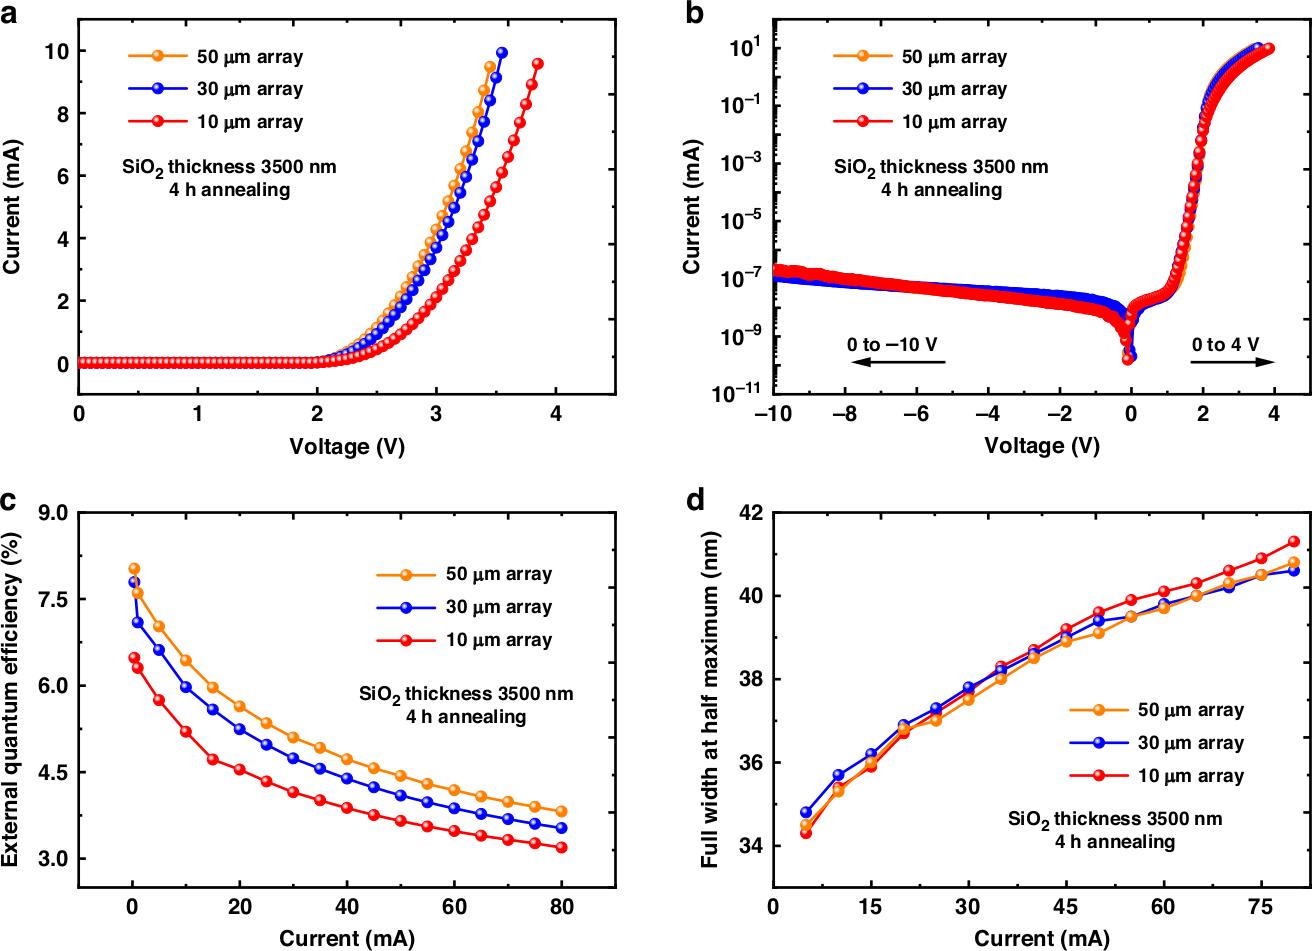 a
Current (mA)
10
8
6
4
2
0
50 µm array
30 µm array
10 µm array
SiO2 thickness 3500 nm
4 h annealing
0 1 2 3 4
Voltage (V)
b
Current (mA)
10^1
10^−1
10^−3
10^−5
10^−7
10^−9
10^−11
50 µm array
30 µm array
10 µm array
SiO2 thickness 3500 nm
4 h annealing
0 to −10 V
0 to 4 V
−10 −8 −6 −4 −2 0 2 4
Voltage (V)
c
External quantum efficiency (%)
9.0
7.5
6.0
4.5
3.0
50 µm array
30 µm array
10 µm array
SiO2 thickness 3500 nm
4 h annealing
0 20 40 60 80
Current (mA)
d
Full width at half maximum (nm)
42
40
38
36
34
50 µm array
30 µm array
10 µm array
SiO2 thickness 3500 nm
4 h annealing
0 15 30 45 60 75
Current (mA)